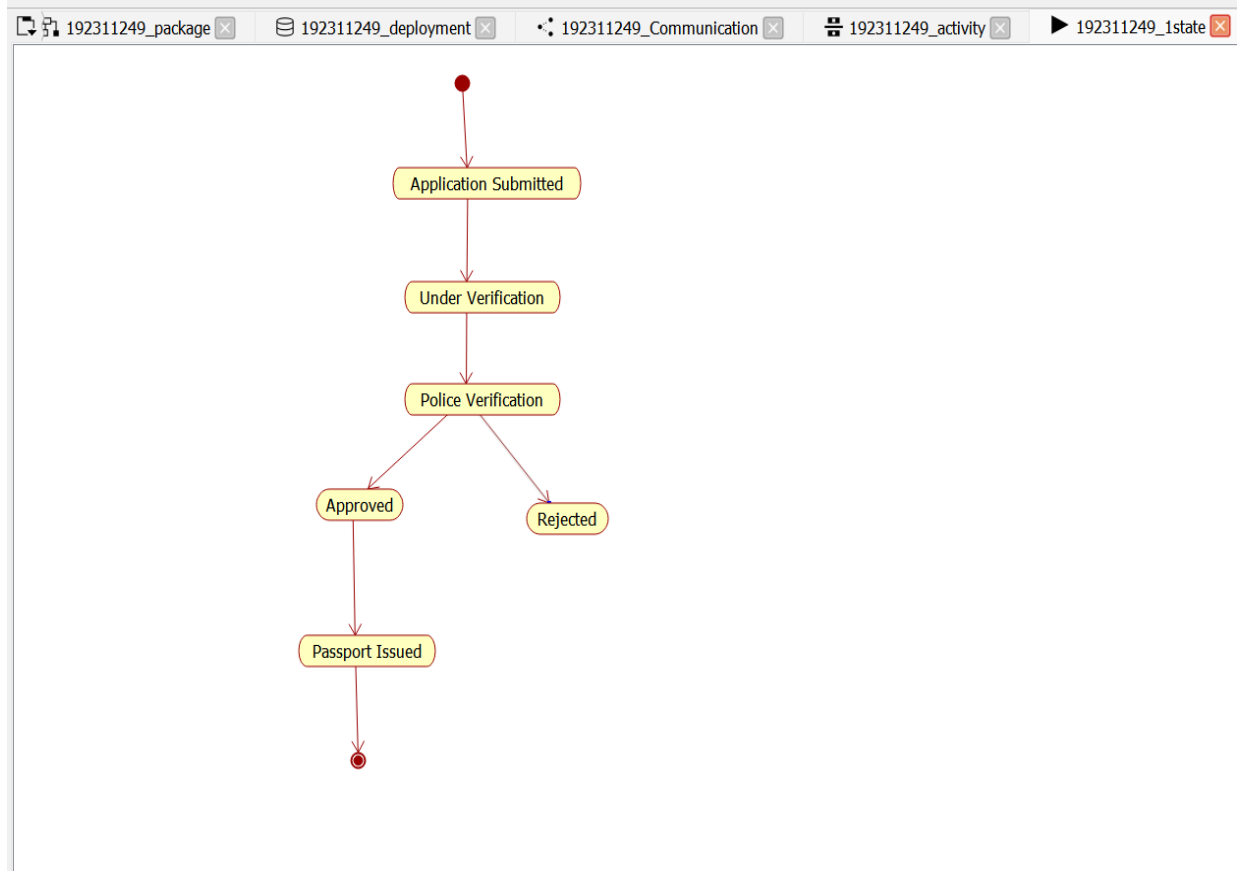 192311249_package
192311249_deployment
192311249_Communication
192311249_activity
192311249_1state
Application Submitted
Under Verification
Police Verification
Approved
Rejected
Passport Issued